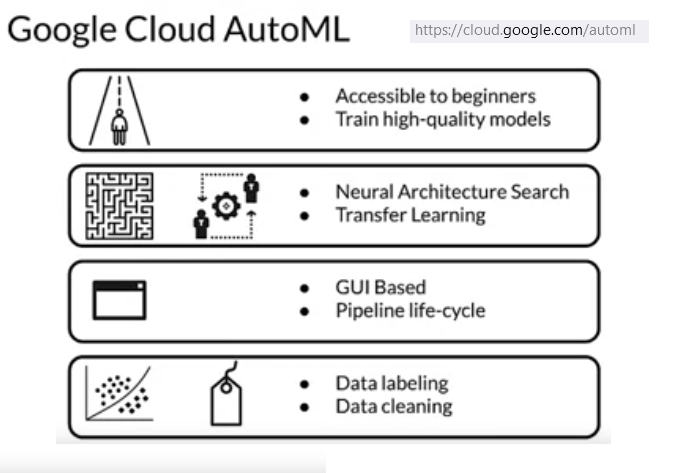 Google Cloud AutoML
https://cloud.google.com/automl
• Accessible to beginners
• Train high-quality models
• Neural Architecture Search
• Transfer Learning
• GUI Based
• Pipeline life-cycle
• Data labeling
• Data cleaning